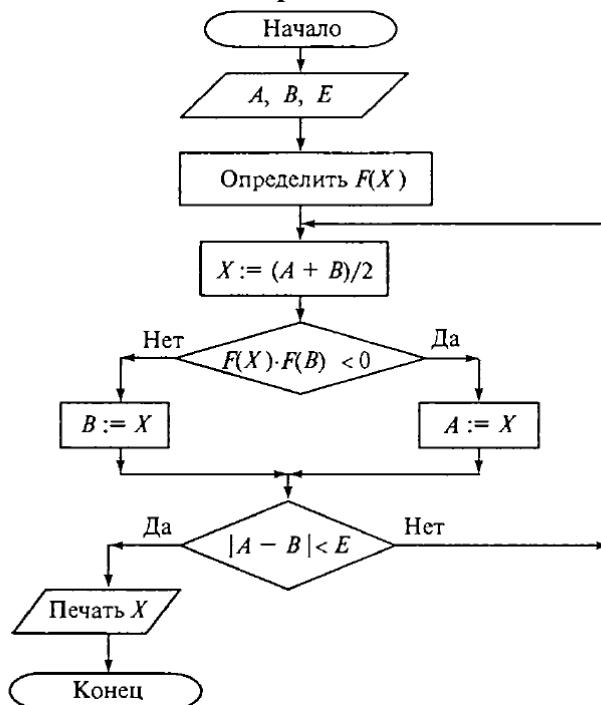 Начало
A, B, E
Определить F(X)
X := (A + B)/2
Нет
Да
F(X)·F(B) < 0
B := X
A := X
Да
Нет
|A − B| < E
Печать X
Конец